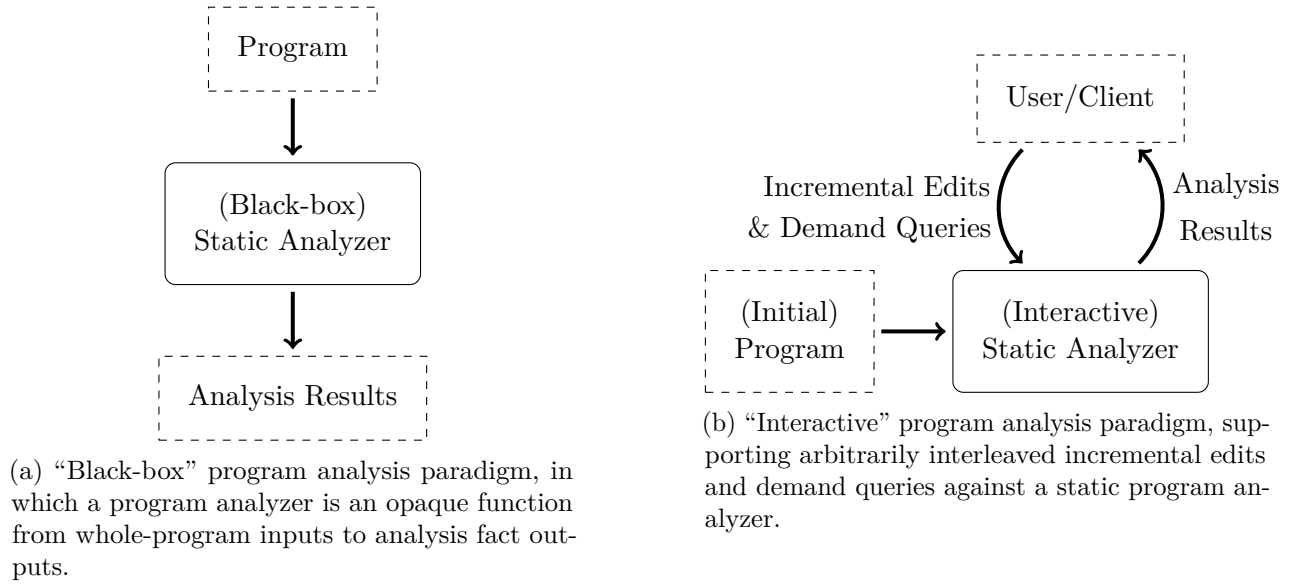 Program
(Black-box)
Static Analyzer
Analysis Results
(a) “Black-box” program analysis paradigm, in
which a program analyzer is an opaque function
from whole-program inputs to analysis fact out-
puts.
User/Client
Incremental Edits
& Demand Queries
Analysis
Results
(Initial)
Program
(Interactive)
Static Analyzer
(b) “Interactive” program analysis paradigm, sup-
porting arbitrarily interleaved incremental edits
and demand queries against a static program an-
alyzer.